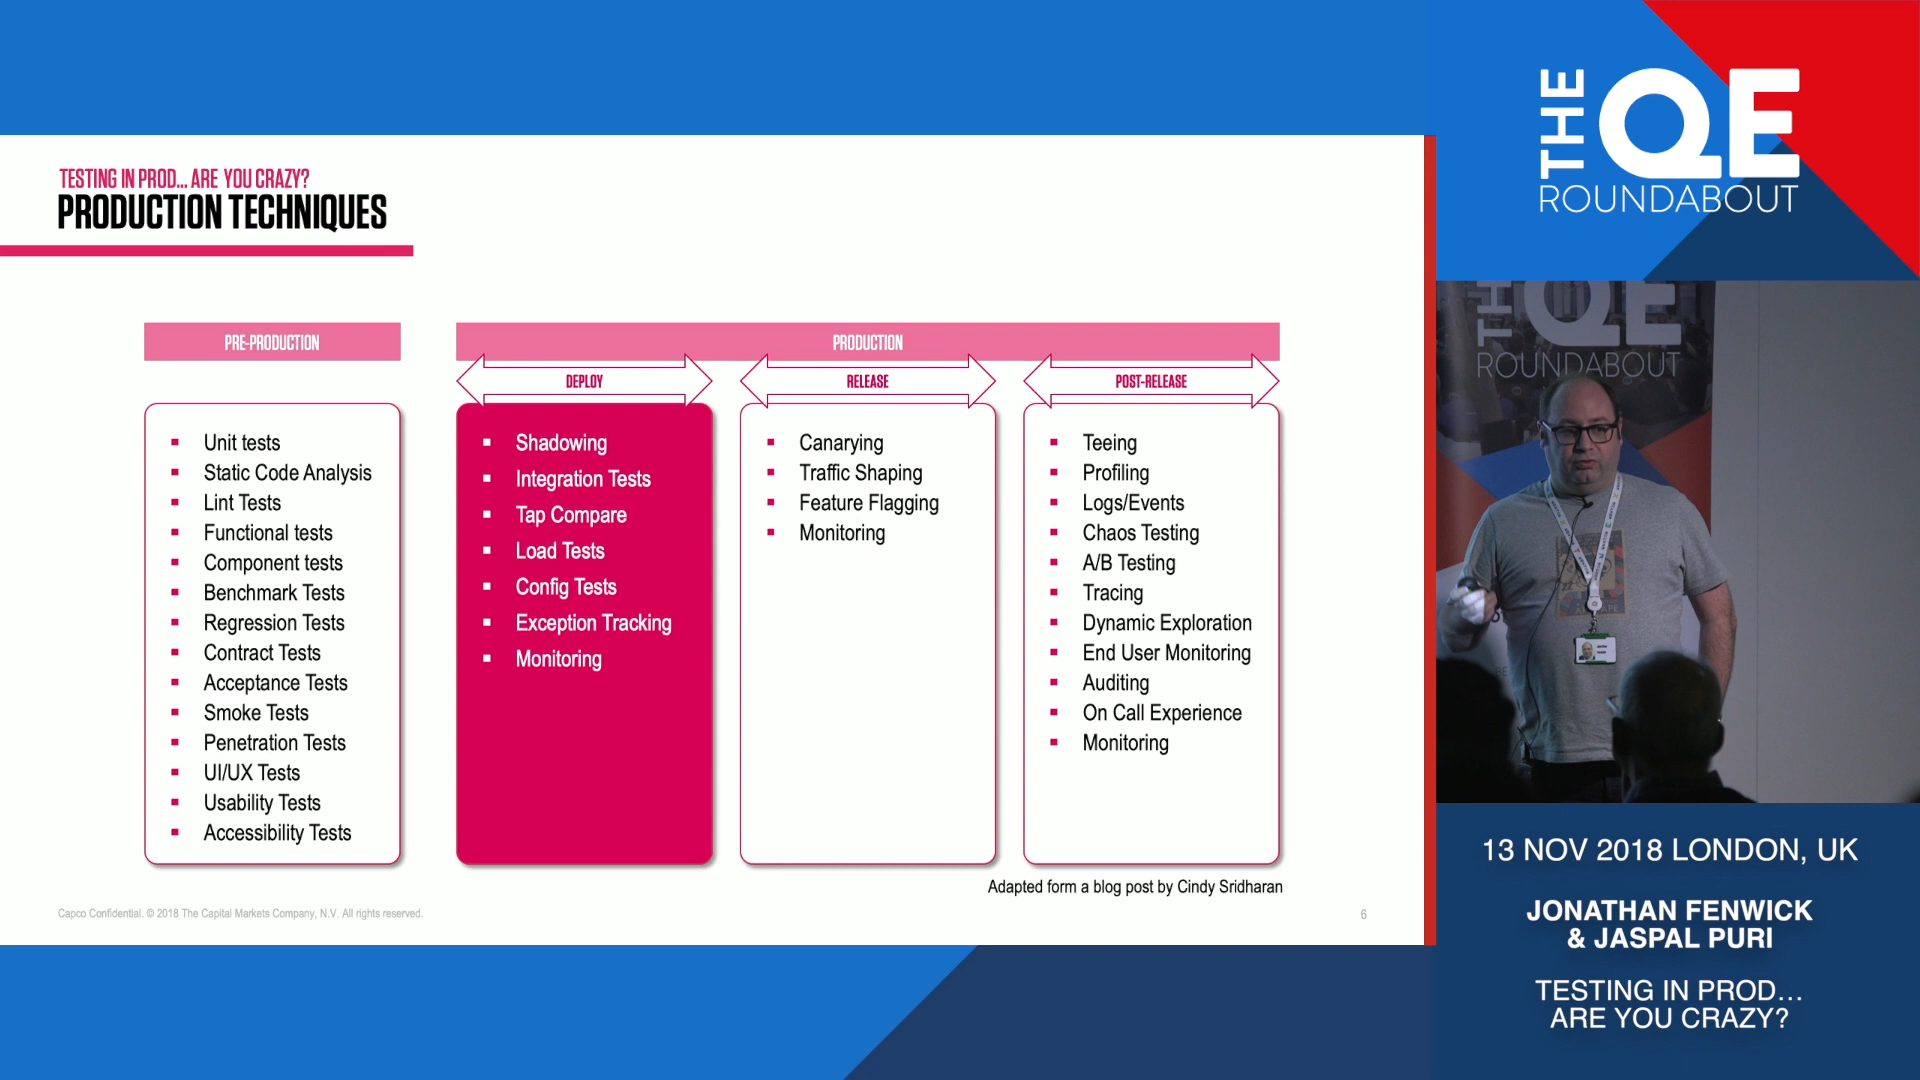 TESTING IN PROD... ARE YOU CRAZY?
PRODUCTION TECHNIQUES
PRE-PRODUCTION
Unit tests
Static Code Analysis
Lint Tests
Functional tests
Component tests
Benchmark Tests
Regression Tests
Contract Tests
Acceptance Tests
Smoke Tests
Penetration Tests
UI/UX Tests
Usability Tests
Accessibility Tests
PRODUCTION
DEPLOY
Shadowing
Integration Tests
Tap Compare
Load Tests
Config Tests
Exception Tracking
Monitoring
RELEASE
Canarying
Traffic Shaping
Feature Flagging
Monitoring
POST-RELEASE
Teeing
Profiling
Logs/Events
Chaos Testing
A/B Testing
Tracing
Dynamic Exploration
End User Monitoring
Auditing
On Call Experience
Monitoring
Adapted form a blog post by Cindy Sridharan
Capco Confidential. © 2018 The Capital Markets Company, N.V. All rights reserved.
6
THE QE
ROUNDABOUT
QE
ROUNDABOUT
13 NOV 2018 LONDON, UK
JONATHAN FENWICK
& JASPAL PURI
TESTING IN PROD...
ARE YOU CRAZY?